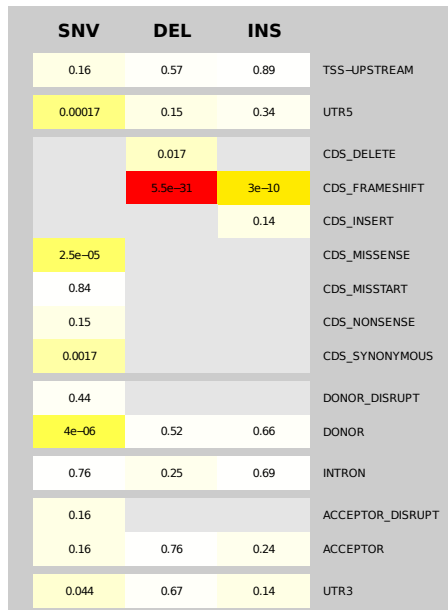 SNV DEL INS
0.16 0.57 0.89 TSS−UPSTREAM
0.00017 0.15 0.34 UTR5
0.017 CDS_DELETE
5.5e−31 3e−10 CDS_FRAMESHIFT
0.14 CDS_INSERT
2.5e−05 CDS_MISSENSE
0.84 CDS_MISSTART
0.15 CDS_NONSENSE
0.0017 CDS_SYNONYMOUS
0.44 DONOR_DISRUPT
4e−06 0.52 0.66 DONOR
0.76 0.25 0.69 INTRON
0.16 ACCEPTOR_DISRUPT
0.16 0.76 0.24 ACCEPTOR
0.044 0.67 0.14 UTR3